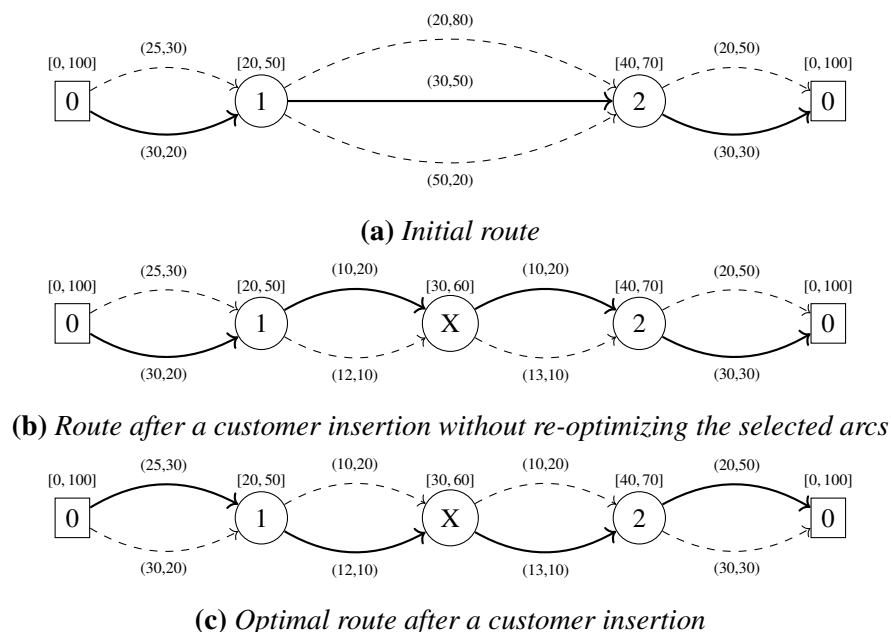 (20,80)
(25,30) (20,50)
[0, 100] [20, 50] [40, 70] [0, 100]
(30,50)
0 1 2 0
(30,20) (30,30)
(50,20)
(a) Initial route
(25,30) (10,20) (10,20) (20,50)
[0, 100] [20, 50] [30, 60] [40, 70] [0, 100]
0 1 X 2 0
(30,20) (12,10) (13,10) (30,30)
(b) Route after a customer insertion without re-optimizing the selected arcs
(25,30) (10,20) (10,20) (20,50)
[0, 100] [20, 50] [30, 60] [40, 70] [0, 100]
0 1 X 2 0
(30,20) (12,10) (13,10) (30,30)
(c) Optimal route after a customer insertion